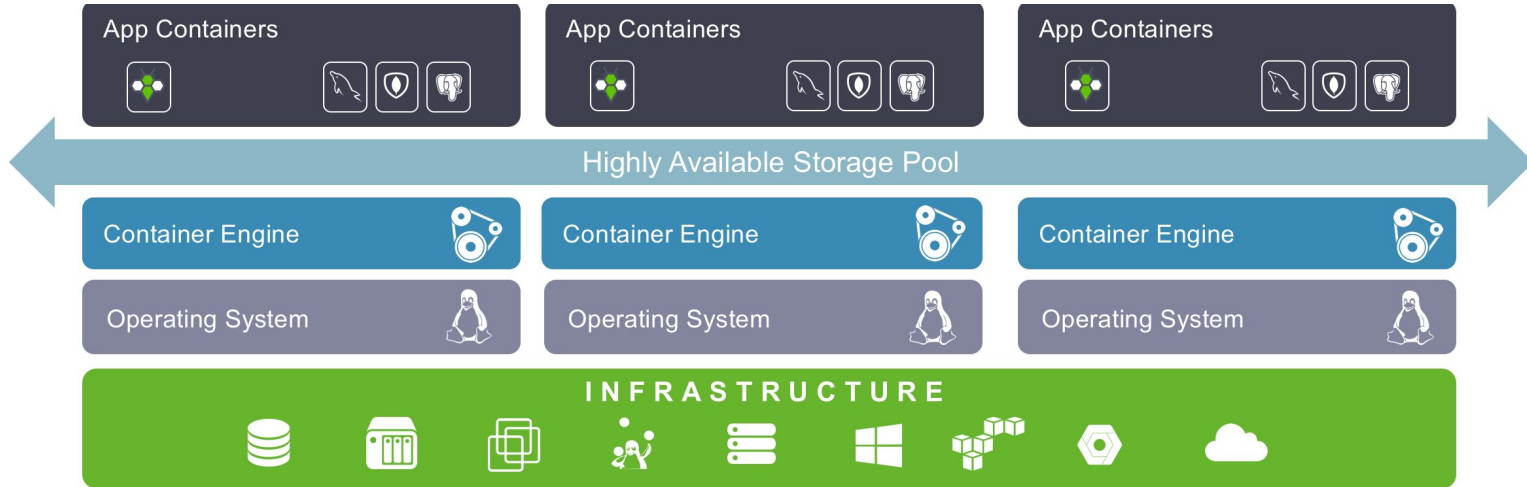 App Containers
App Containers
App Containers
Highly Available Storage Pool
Container Engine
Container Engine
Container Engine
Operating System
Operating System
Operating System
INFRASTRUCTURE